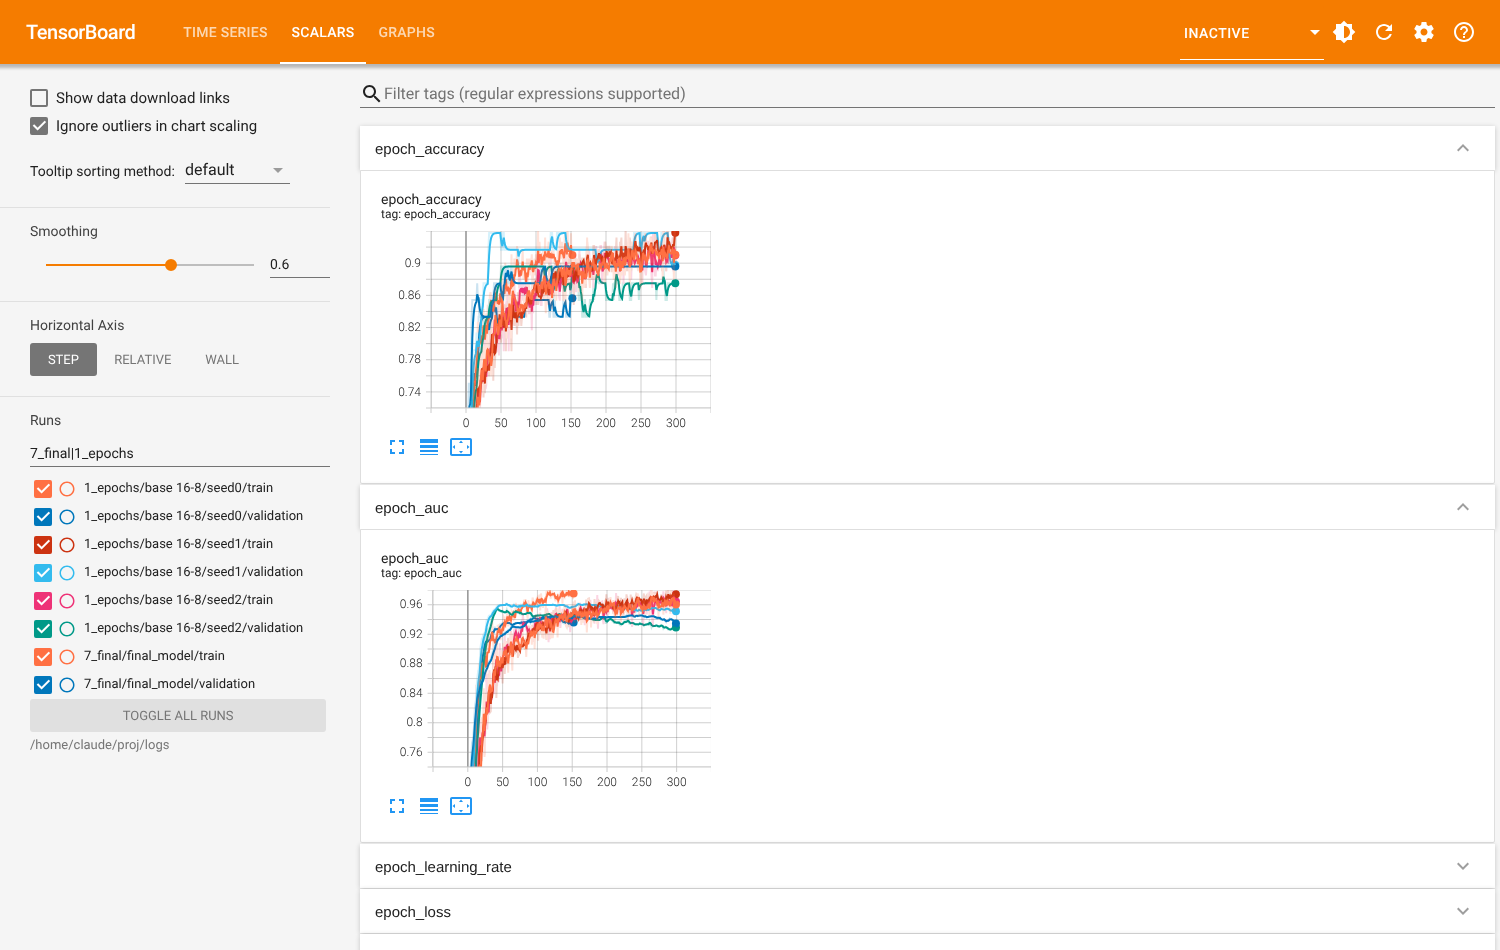 TensorBoard TIME SERIES SCALARS GRAPHS INACTIVE
Show data download links
Ignore outliers in chart scaling
Tooltip sorting method: default
Smoothing
0.6
Horizontal Axis
STEP RELATIVE WALL
Runs
7_final|1_epochs
1_epochs/base 16-8/seed0/train
1_epochs/base 16-8/seed0/validation
1_epochs/base 16-8/seed1/train
1_epochs/base 16-8/seed1/validation
1_epochs/base 16-8/seed2/train
1_epochs/base 16-8/seed2/validation
7_final/final_model/train
7_final/final_model/validation
TOGGLE ALL RUNS
/home/claude/proj/logs
Filter tags (regular expressions supported)
epoch_accuracy
epoch_accuracy
tag: epoch_accuracy
0.9
0.86
0.82
0.78
0.74
0 50 100 150 200 250 300
epoch_auc
epoch_auc
tag: epoch_auc
0.96
0.92
0.88
0.84
0.8
0.76
0 50 100 150 200 250 300
epoch_learning_rate
epoch_loss